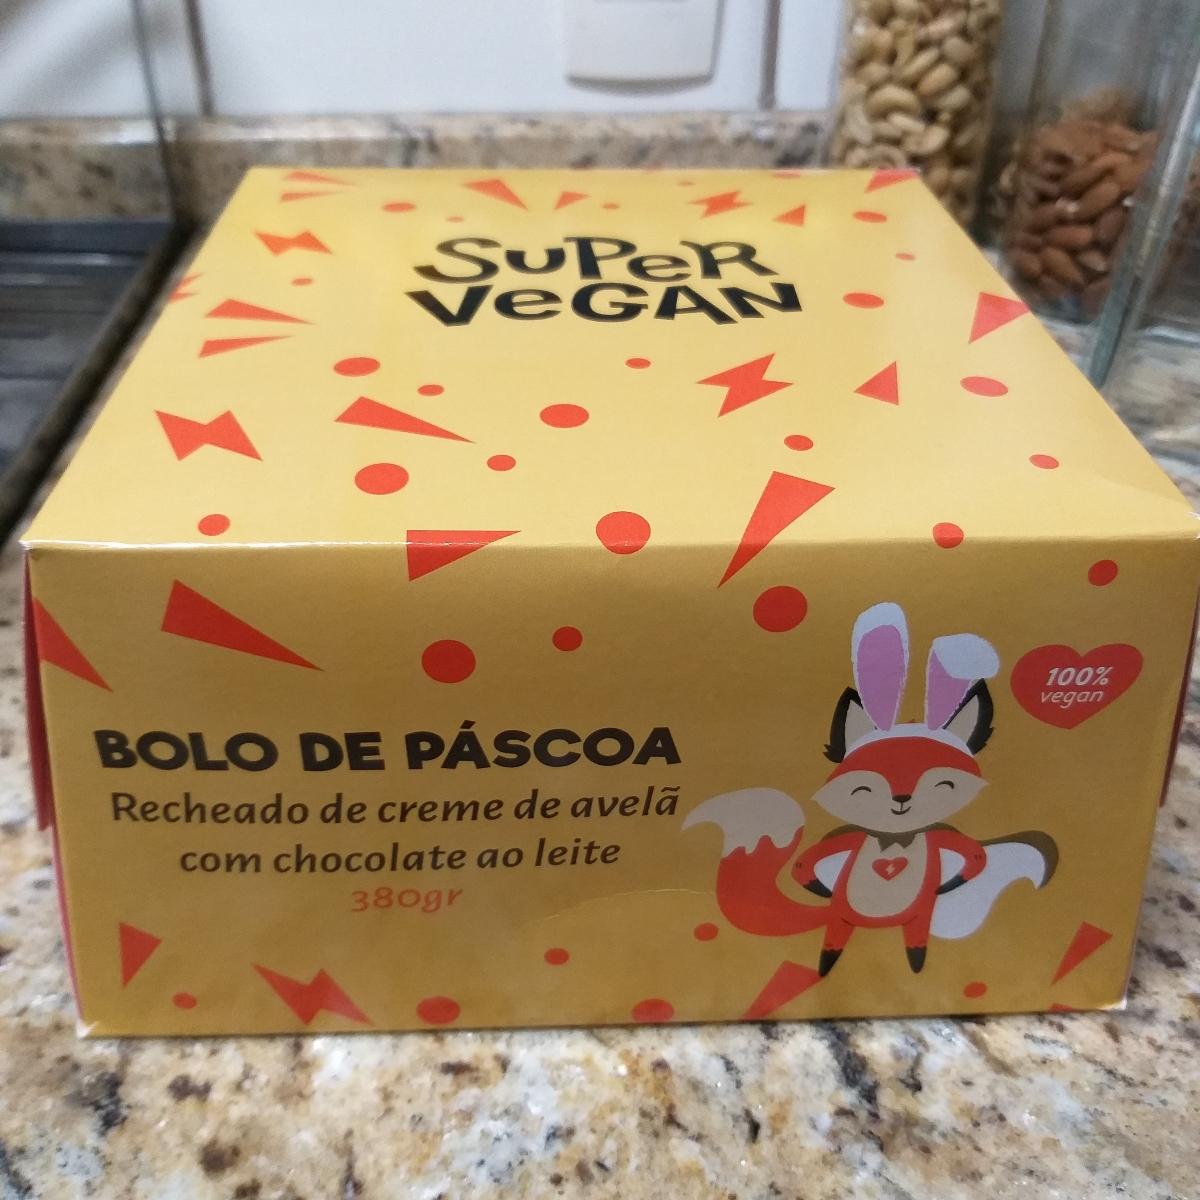 SUPER
VEGAN
100%
vegan
BOLO DE PÁSCOA
Recheado de creme de avelã
com chocolate ao leite
380gr